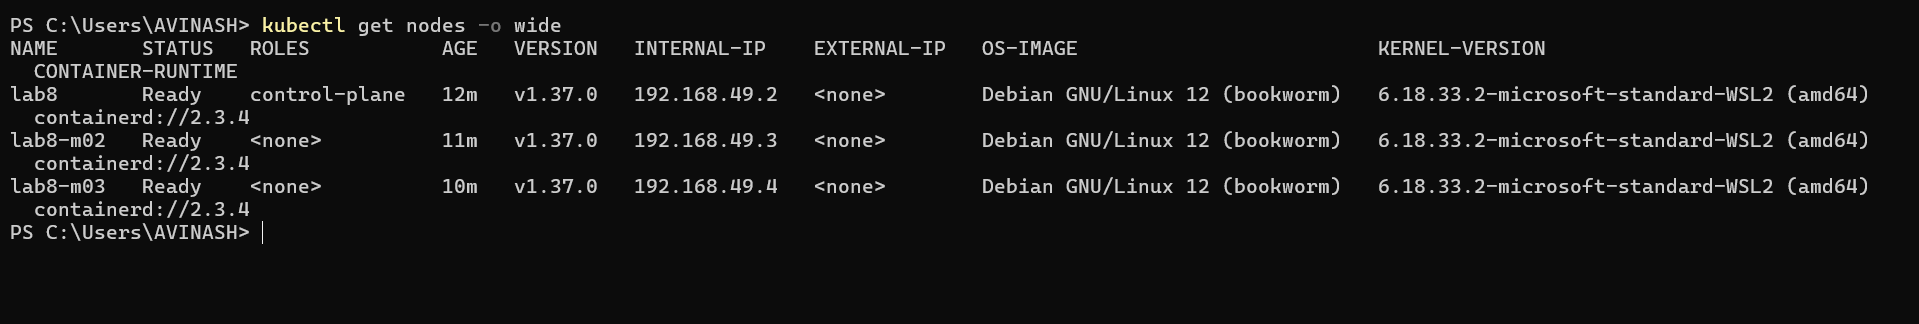 PS C:\Users\AVINASH> kubectl get nodes -o wide
NAME       STATUS   ROLES           AGE   VERSION   INTERNAL-IP    EXTERNAL-IP   OS-IMAGE                         KERNEL-VERSION
  CONTAINER-RUNTIME
lab8       Ready    control-plane   12m   v1.37.0   192.168.49.2   <none>        Debian GNU/Linux 12 (bookworm)   6.18.33.2-microsoft-standard-WSL2 (amd64)
  containerd://2.3.4
lab8-m02   Ready    <none>          11m   v1.37.0   192.168.49.3   <none>        Debian GNU/Linux 12 (bookworm)   6.18.33.2-microsoft-standard-WSL2 (amd64)
  containerd://2.3.4
lab8-m03   Ready    <none>          10m   v1.37.0   192.168.49.4   <none>        Debian GNU/Linux 12 (bookworm)   6.18.33.2-microsoft-standard-WSL2 (amd64)
  containerd://2.3.4
PS C:\Users\AVINASH>